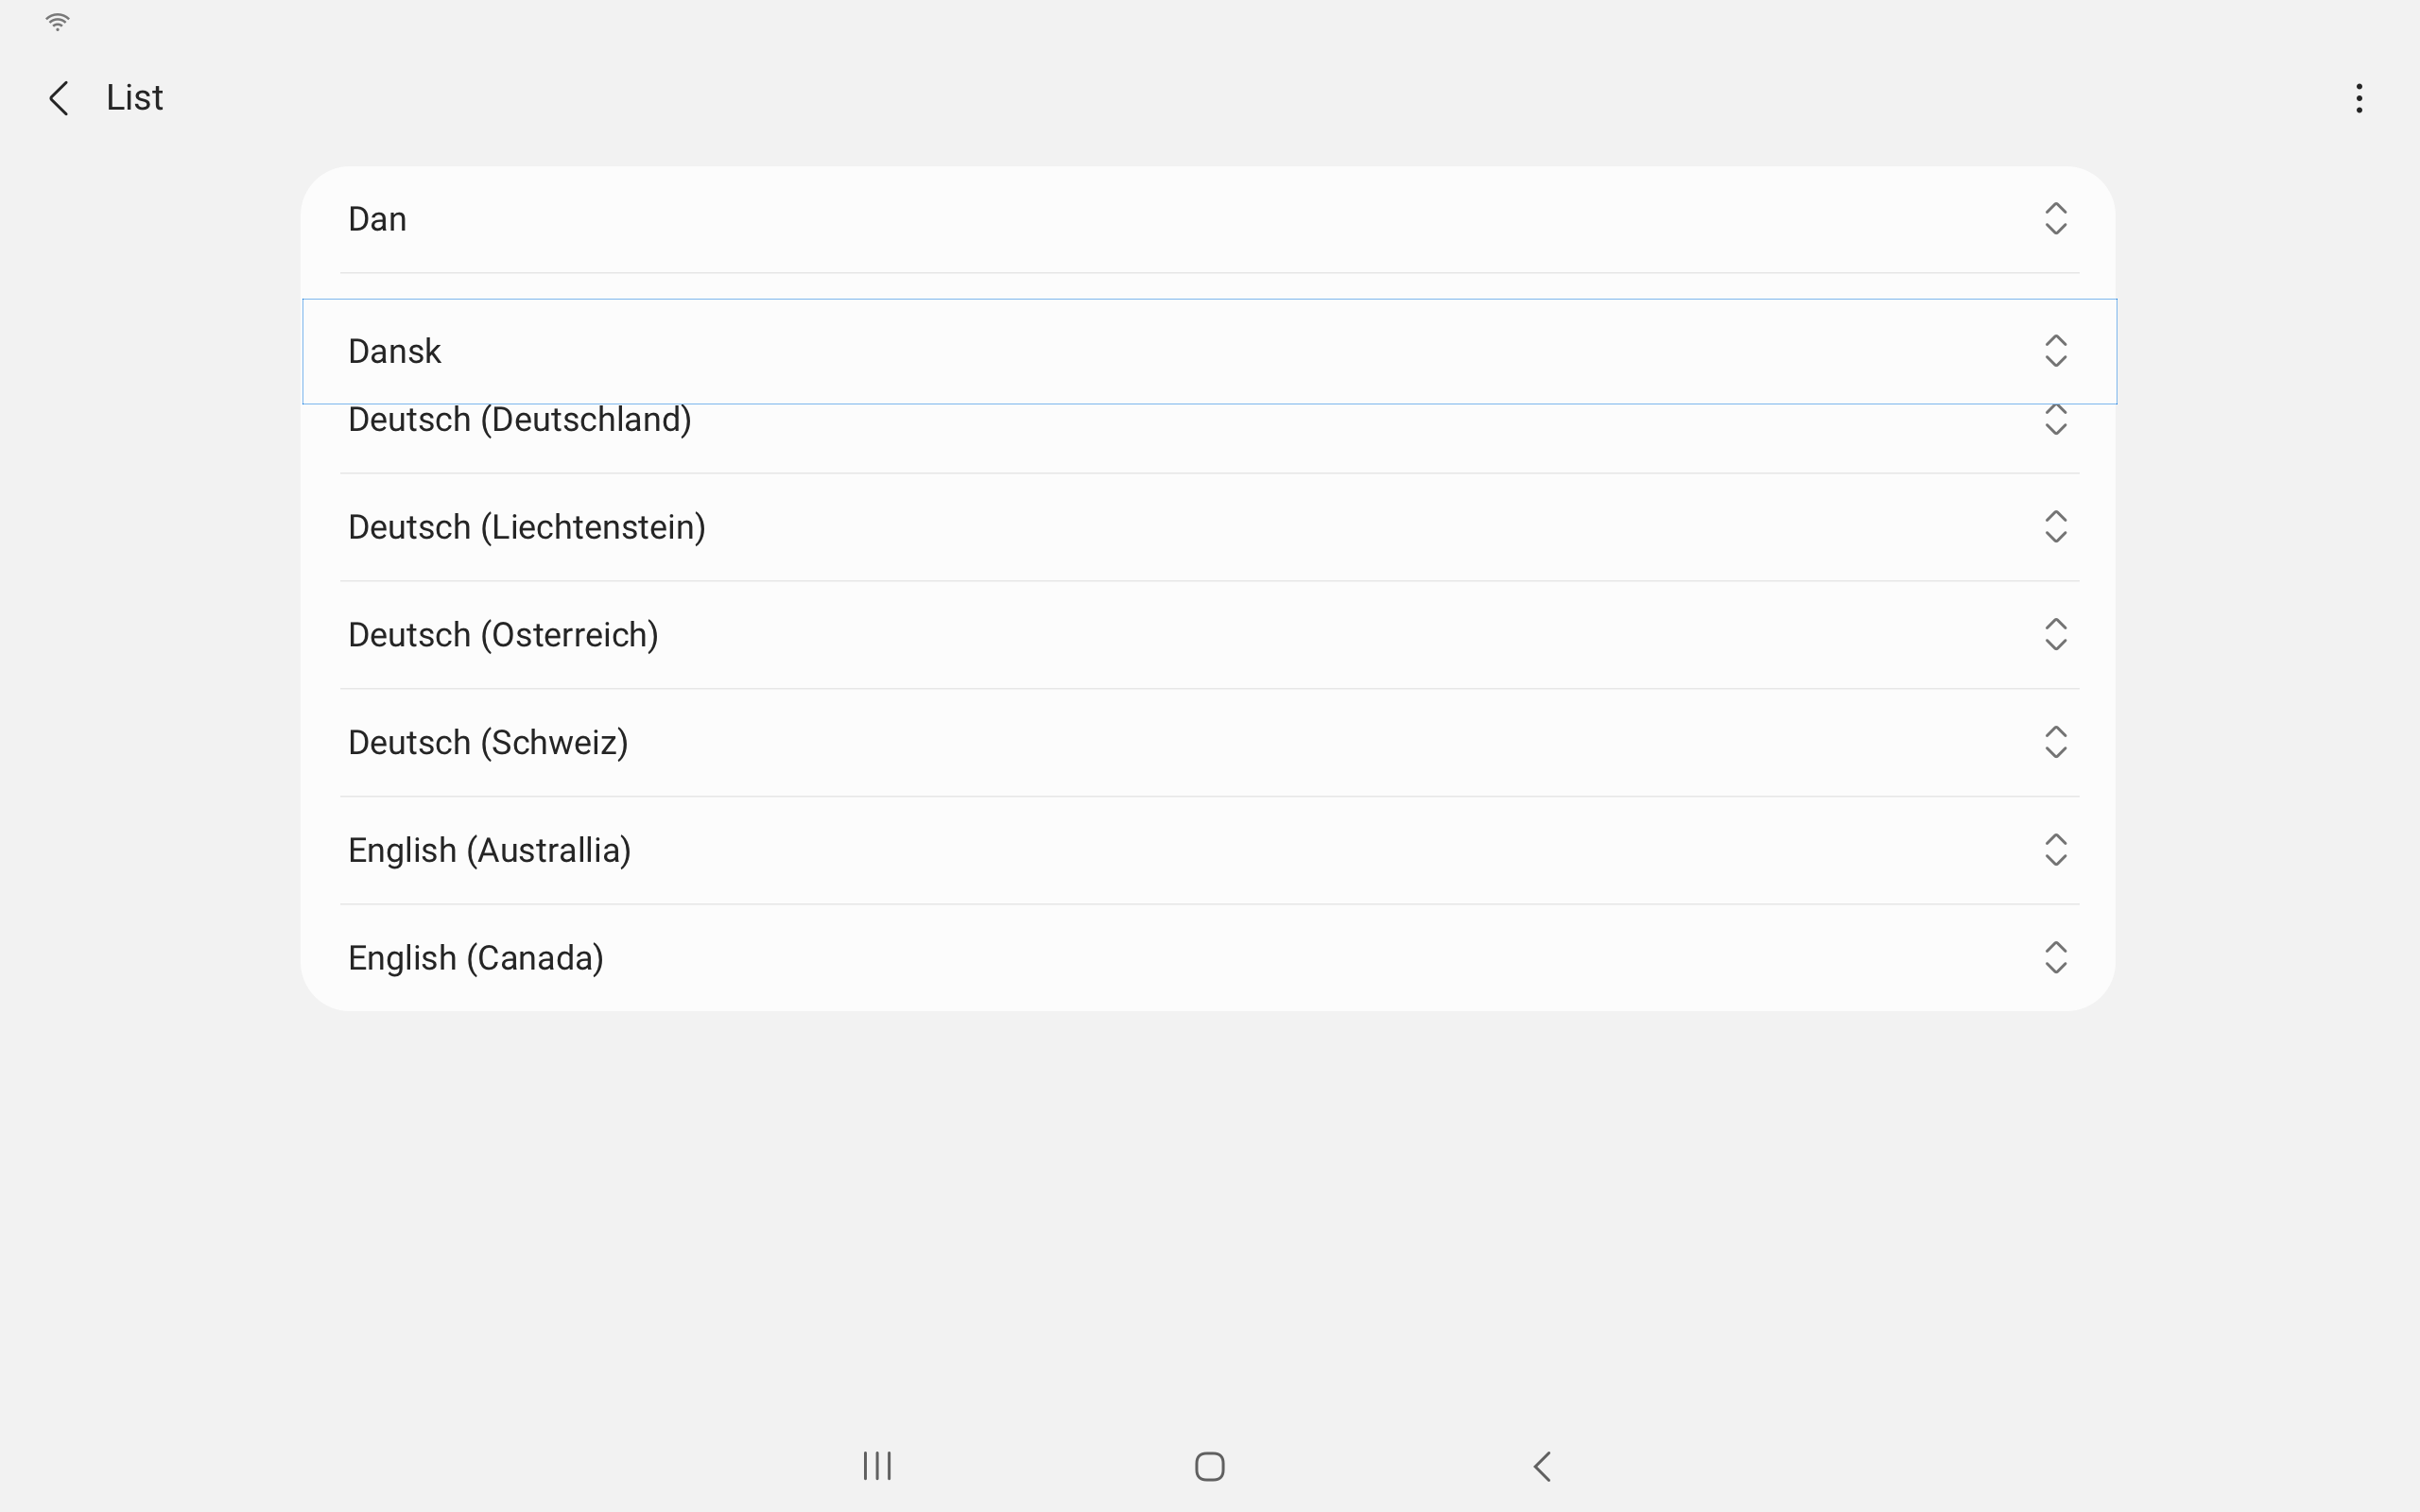 List
Dan
Dansk
Deutsch (Deutschland)
Deutsch (Liechtenstein)
Deutsch (Osterreich)
Deutsch (Schweiz)
English (Australlia)
English (Canada)